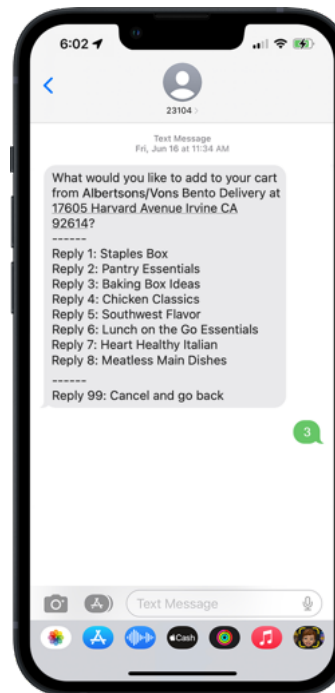 6:02
23104 >
Text Message
Fri, Jun 16 at 11:34 AM
What would you like to add to your cart
from Albertsons/Vons Bento Delivery at
17605 Harvard Avenue Irvine CA
92614?
------
Reply 1: Staples Box
Reply 2: Pantry Essentials
Reply 3: Baking Box Ideas
Reply 4: Chicken Classics
Reply 5: Southwest Flavor
Reply 6: Lunch on the Go Essentials
Reply 7: Heart Healthy Italian
Reply 8: Meatless Main Dishes
------
Reply 99: Cancel and go back
3
Text Message
Cash